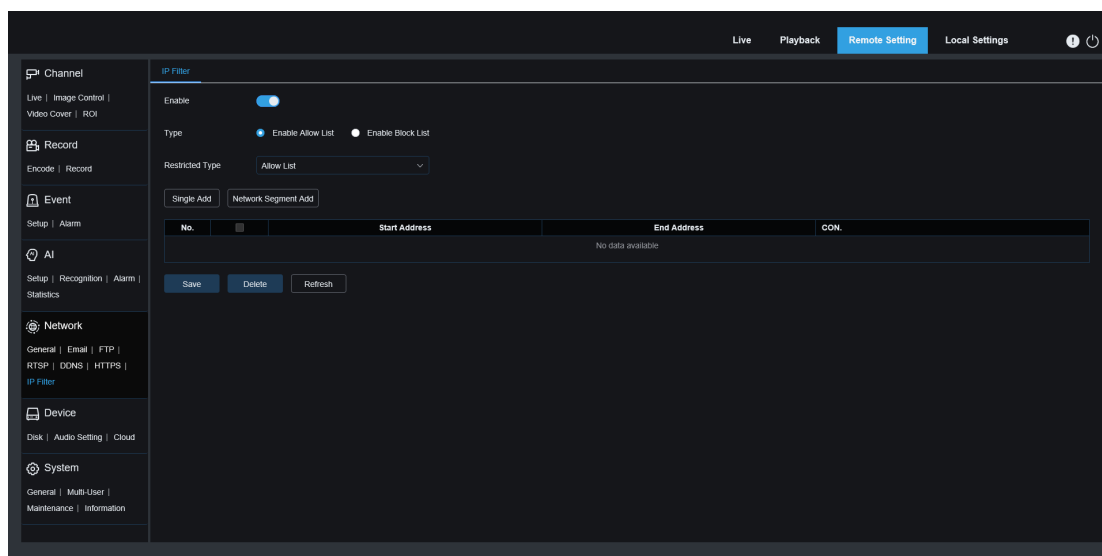 Live Playback Remote Setting Local Settings
Channel
Live | Image Control |
Video Cover | ROI
Record
Encode | Record
Event
Setup | Alarm
AI
Setup | Recognition | Alarm |
Statistics
Network
General | Email | FTP |
RTSP | DDNS | HTTPS |
IP Filter
Device
Disk | Audio Setting | Cloud
System
General | Multi-User |
Maintenance | Information
IP Filter
Enable
Type Enable Allow List Enable Block List
Restricted Type Allow List
Single Add Network Segment Add
No. Start Address End Address CON.
No data available
Save Delete Refresh